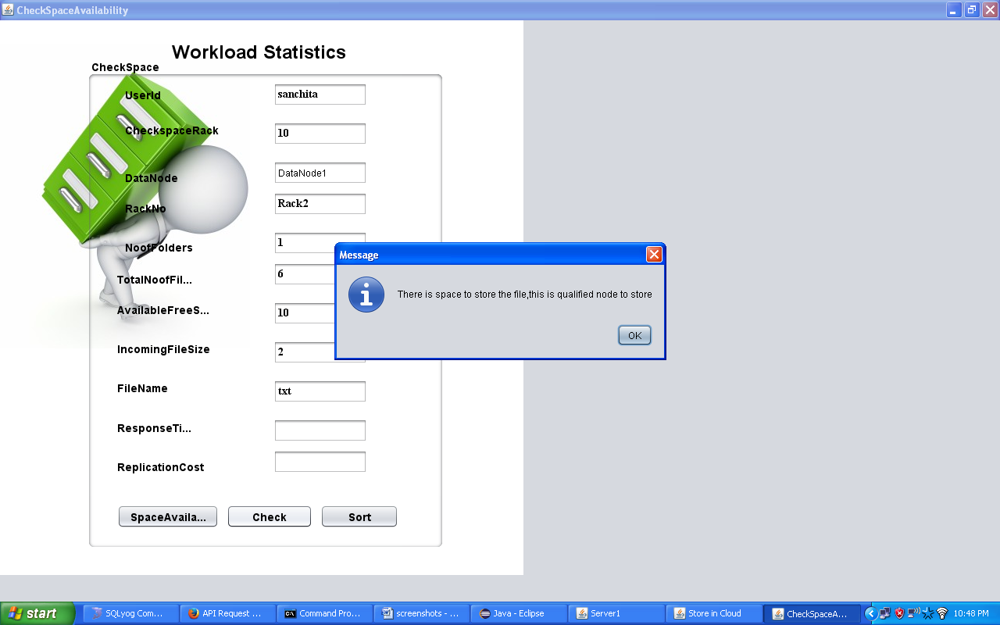 CheckSpaceAvailability
Workload Statistics
CheckSpace
UserId sanchita
CheckspaceRack 10
DataNode DataNode1
RackNo Rack2
NoofFolders 1
TotalNoofFil... 6
AvailableFreeS... 10
IncomingFileSize 2
FileName txt
ResponseTi...
ReplicationCost
SpaceAvaila... Check Sort
Message
There is space to store the file,this is qualified node to store
OK
start SQLyog Com... API Request ... Command Pro... screenshots - ... Java - Eclipse Server1 Store in Cloud CheckSpaceA... 10:48 PM